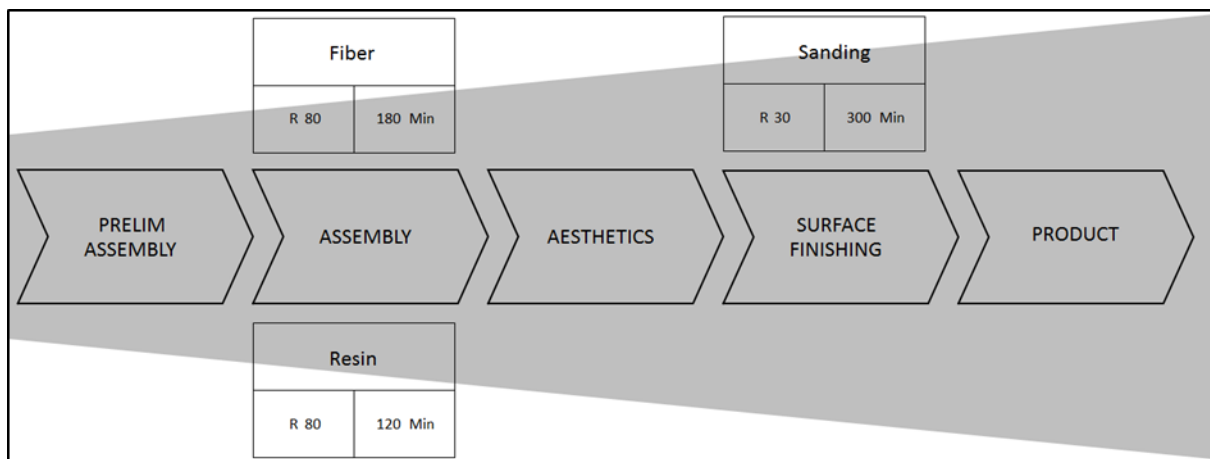 Fiber
R 80
180 Min
Sanding
R 30
300 Min
PRELIM
ASSEMBLY
ASSEMBLY
AESTHETICS
SURFACE
FINISHING
PRODUCT
Resin
R 80
120 Min